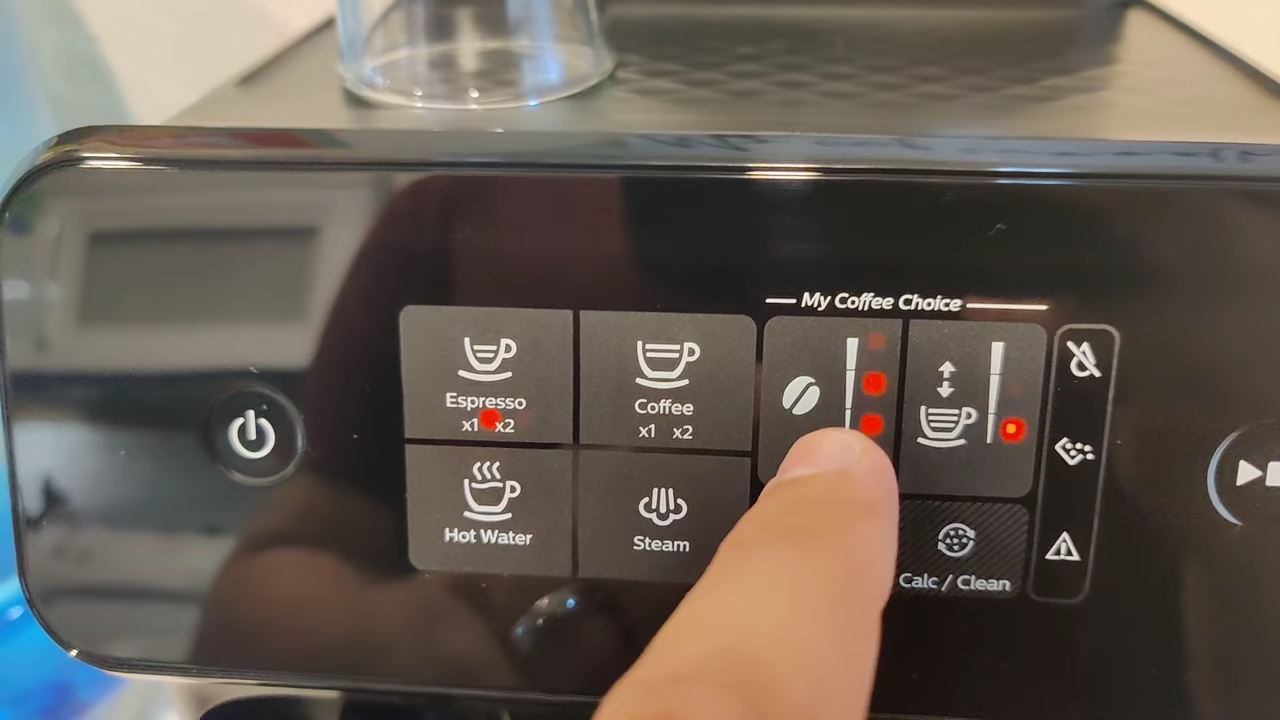 My Coffee Choice
Espresso
x1 x2
Coffee
x1 x2
Hot Water
Steam
Calc / Clean